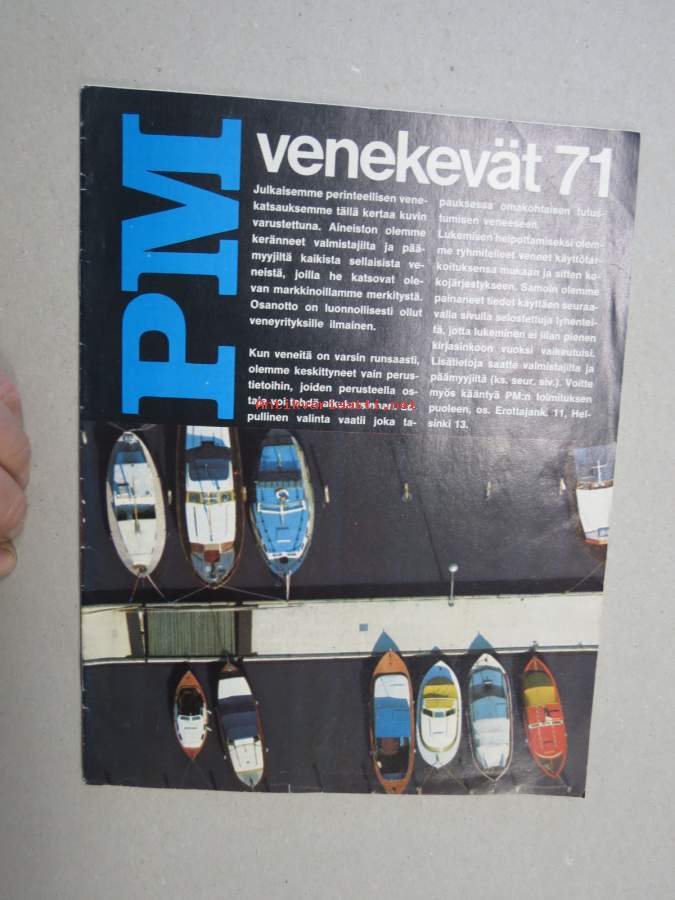 PM
venekevät 71
Julkaisemme perinteellisen vene-
katsauksemme tällä kertaa kuvin
varustettuna. Aineiston olemme
keränneet valmistajilta ja pää-
myyjiltä kaikista sellaisista ve-
neistä, joilla he katsovat ole-
van markkinoillamme merkitystä.
Osanotto on luonnollisesti ollut
veneyrityksille ilmainen.
Kun veneitä on varsin runsaasti,
olemme keskittyneet vain perus-
tietoihin, joiden perusteella os-
taja voi tehdä
pullinen valinta vaatii joka ta-
pauksessa omakohtaisen tutus-
tumisen veneeseen.
Lukemisen helpottamiseksi olem-
me ryhmitelleet veneet käyttötar-
koituksensa mukaan ja sitten ko-
kojärjestykseen. Samoin olemme
painaneet tiedot käyttäen seuraa-
valla sivulla selostettuja lyhentei-
tä, jotta lukeminen ei liian pienen
kirjasinkoon vuoksi vaikeutuisi.
Lisätietoja saatte valmistajilta ja
päämyyjiltä (ks. seur. siv.). Voitte
myös kääntyä PM:n toimituksen
puoleen, os. Erottajank. 11, Hel-
sinki 13.